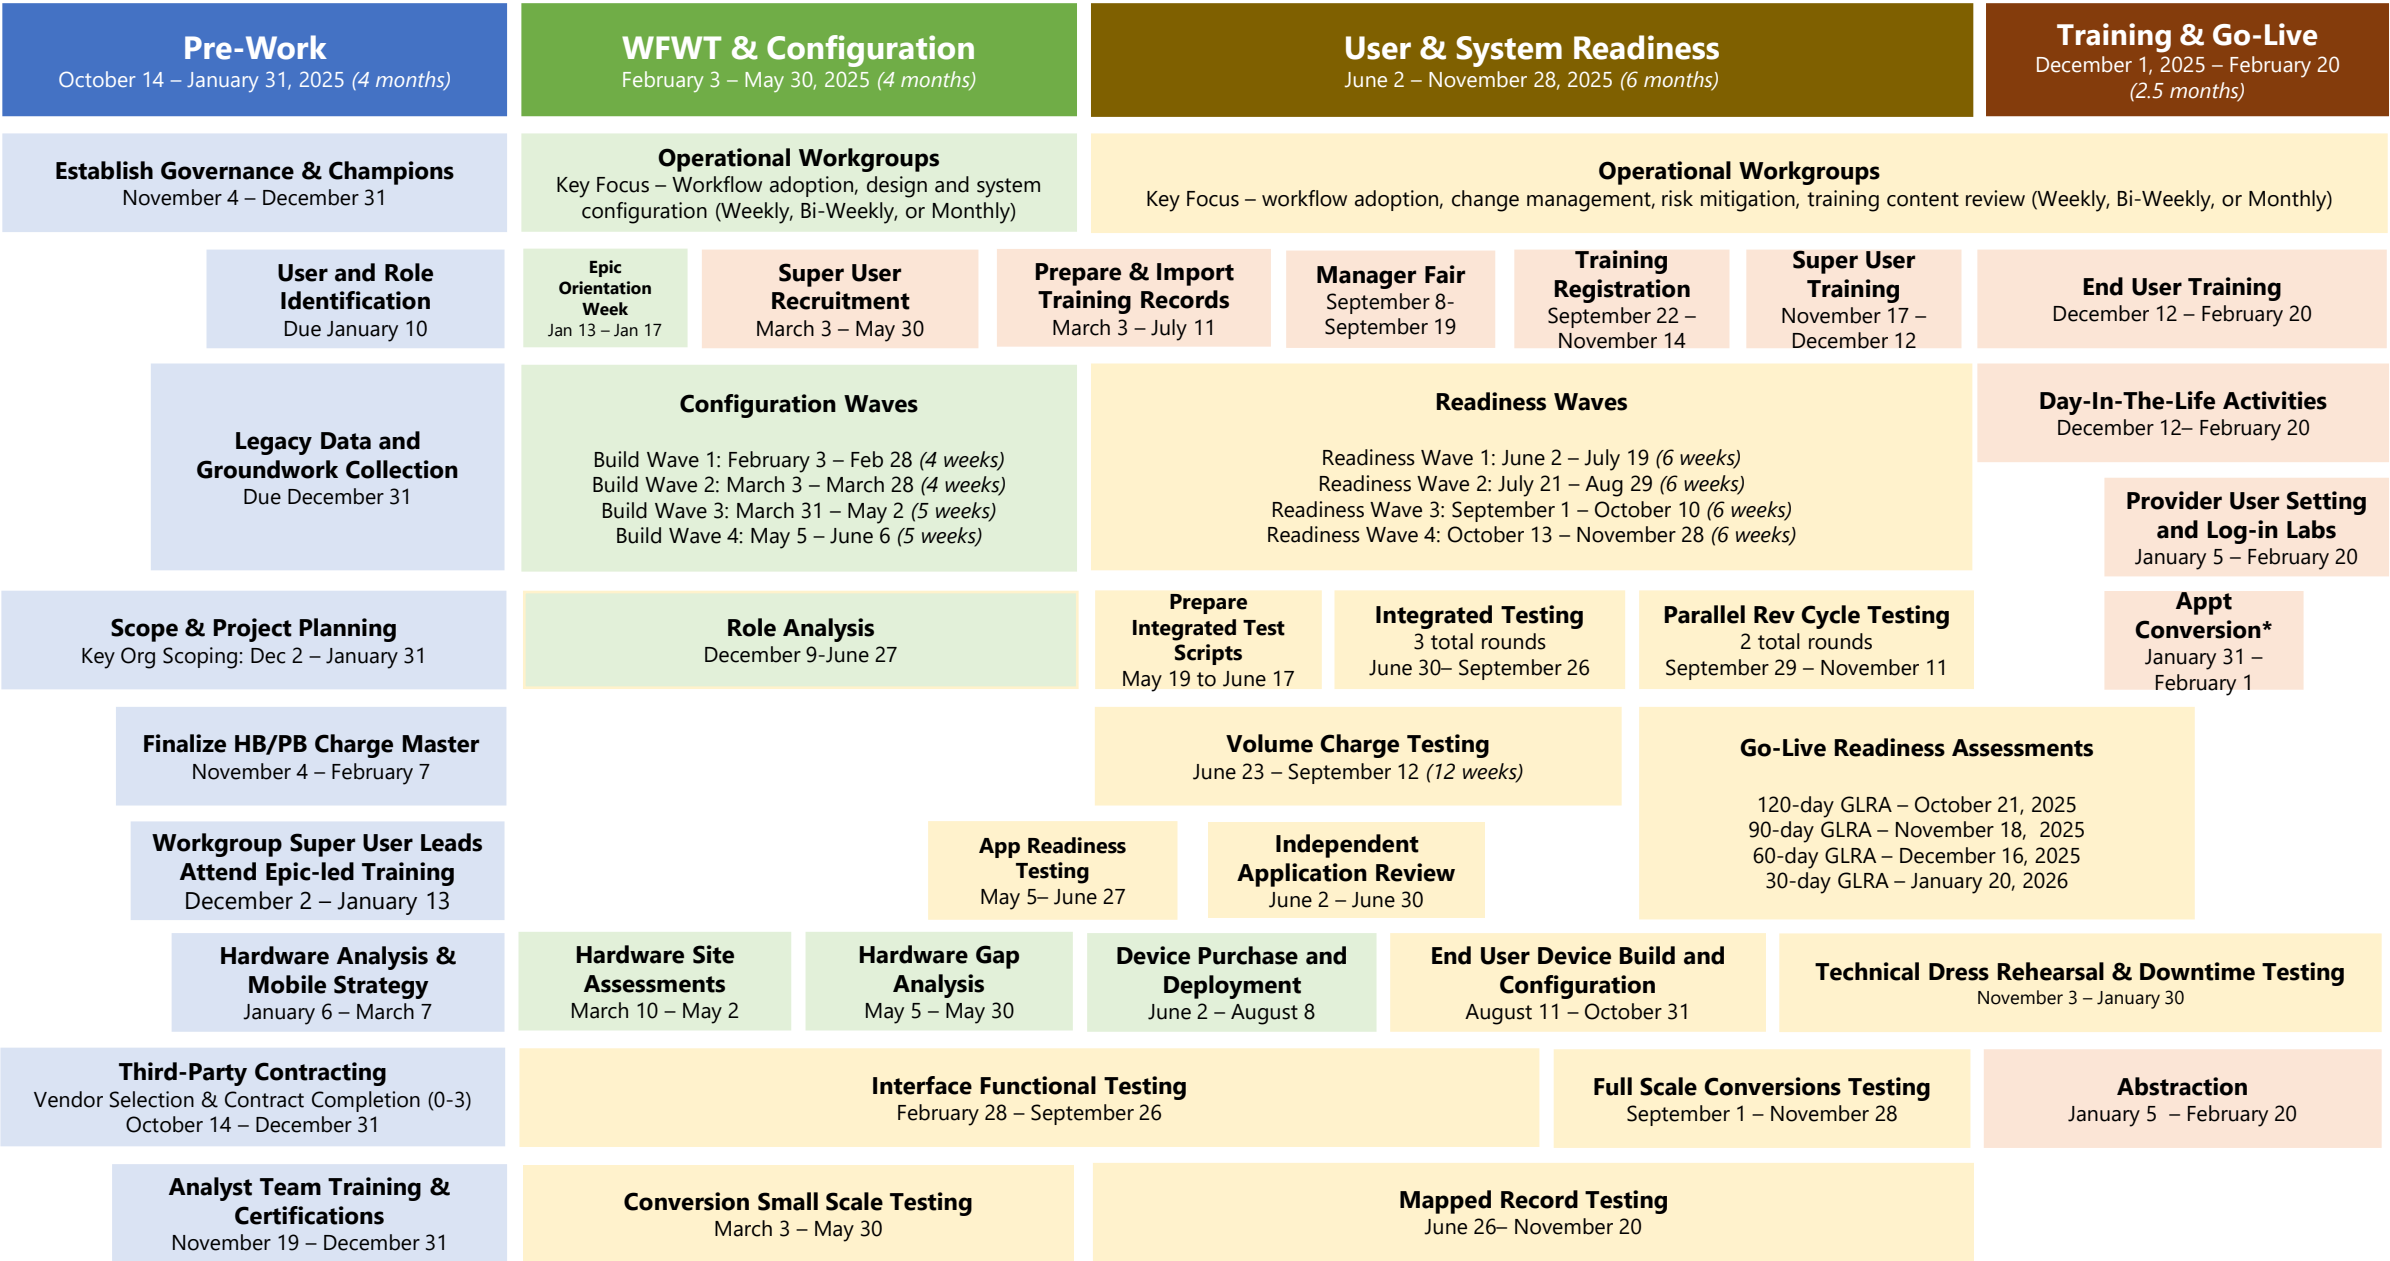 Pre-Work
October 14 – January 31, 2025 (4 months)
WFWT & Configuration
February 3 – May 30, 2025 (4 months)
User & System Readiness
June 2 – November 28, 2025 (6 months)
Training & Go-Live
December 1, 2025 – February 20
(2.5 months)
Establish Governance & Champions
November 4 – December 31
Operational Workgroups
Key Focus – Workflow adoption, design and system
configuration (Weekly, Bi-Weekly, or Monthly)
Operational Workgroups
Key Focus – workflow adoption, change management, risk mitigation, training content review (Weekly, Bi-Weekly, or Monthly)
User and Role
Identification
Due January 10
Epic
Orientation
Week
Jan 13 – Jan 17
Super User
Recruitment
March 3 – May 30
Prepare & Import
Training Records
March 3 – July 11
Manager Fair
September 8-
September 19
Training
Registration
September 22 –
November 14
Super User
Training
November 17 –
December 12
End User Training
December 12 – February 20
Legacy Data and
Groundwork Collection
Due December 31
Configuration Waves
Build Wave 1: February 3 – Feb 28 (4 weeks)
Build Wave 2: March 3 – March 28 (4 weeks)
Build Wave 3: March 31 – May 2 (5 weeks)
Build Wave 4: May 5 – June 6 (5 weeks)
Readiness Waves
Readiness Wave 1: June 2 – July 19 (6 weeks)
Readiness Wave 2: July 21 – Aug 29 (6 weeks)
Readiness Wave 3: September 1 – October 10 (6 weeks)
Readiness Wave 4: October 13 – November 28 (6 weeks)
Day-In-The-Life Activities
December 12– February 20
Provider User Setting
and Log-in Labs
January 5 – February 20
Scope & Project Planning
Key Org Scoping: Dec 2 – January 31
Role Analysis
December 9-June 27
Prepare
Integrated Test
Scripts
May 19 to June 17
Integrated Testing
3 total rounds
June 30– September 26
Parallel Rev Cycle Testing
2 total rounds
September 29 – November 11
Appt
Conversion*
January 31 –
February 1
Finalize HB/PB Charge Master
November 4 – February 7
Volume Charge Testing
June 23 – September 12 (12 weeks)
Go-Live Readiness Assessments
120-day GLRA – October 21, 2025
90-day GLRA – November 18, 2025
60-day GLRA – December 16, 2025
30-day GLRA – January 20, 2026
Workgroup Super User Leads
Attend Epic-led Training
December 2 – January 13
App Readiness
Testing
May 5– June 27
Independent
Application Review
June 2 – June 30
Hardware Analysis &
Mobile Strategy
January 6 – March 7
Hardware Site
Assessments
March 10 – May 2
Hardware Gap
Analysis
May 5 – May 30
Device Purchase and
Deployment
June 2 – August 8
End User Device Build and
Configuration
August 11 – October 31
Technical Dress Rehearsal & Downtime Testing
November 3 – January 30
Third-Party Contracting
Vendor Selection & Contract Completion (0-3)
October 14 – December 31
Interface Functional Testing
February 28 – September 26
Full Scale Conversions Testing
September 1 – November 28
Abstraction
January 5 – February 20
Analyst Team Training &
Certifications
November 19 – December 31
Conversion Small Scale Testing
March 3 – May 30
Mapped Record Testing
June 26– November 20